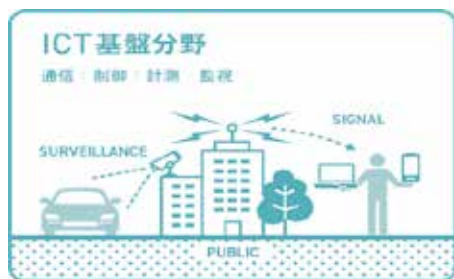 ICT基盤分野
通信 : 制御 : 計測 : 監視
SIGNAL
SURVEILLANCE
PUBLIC